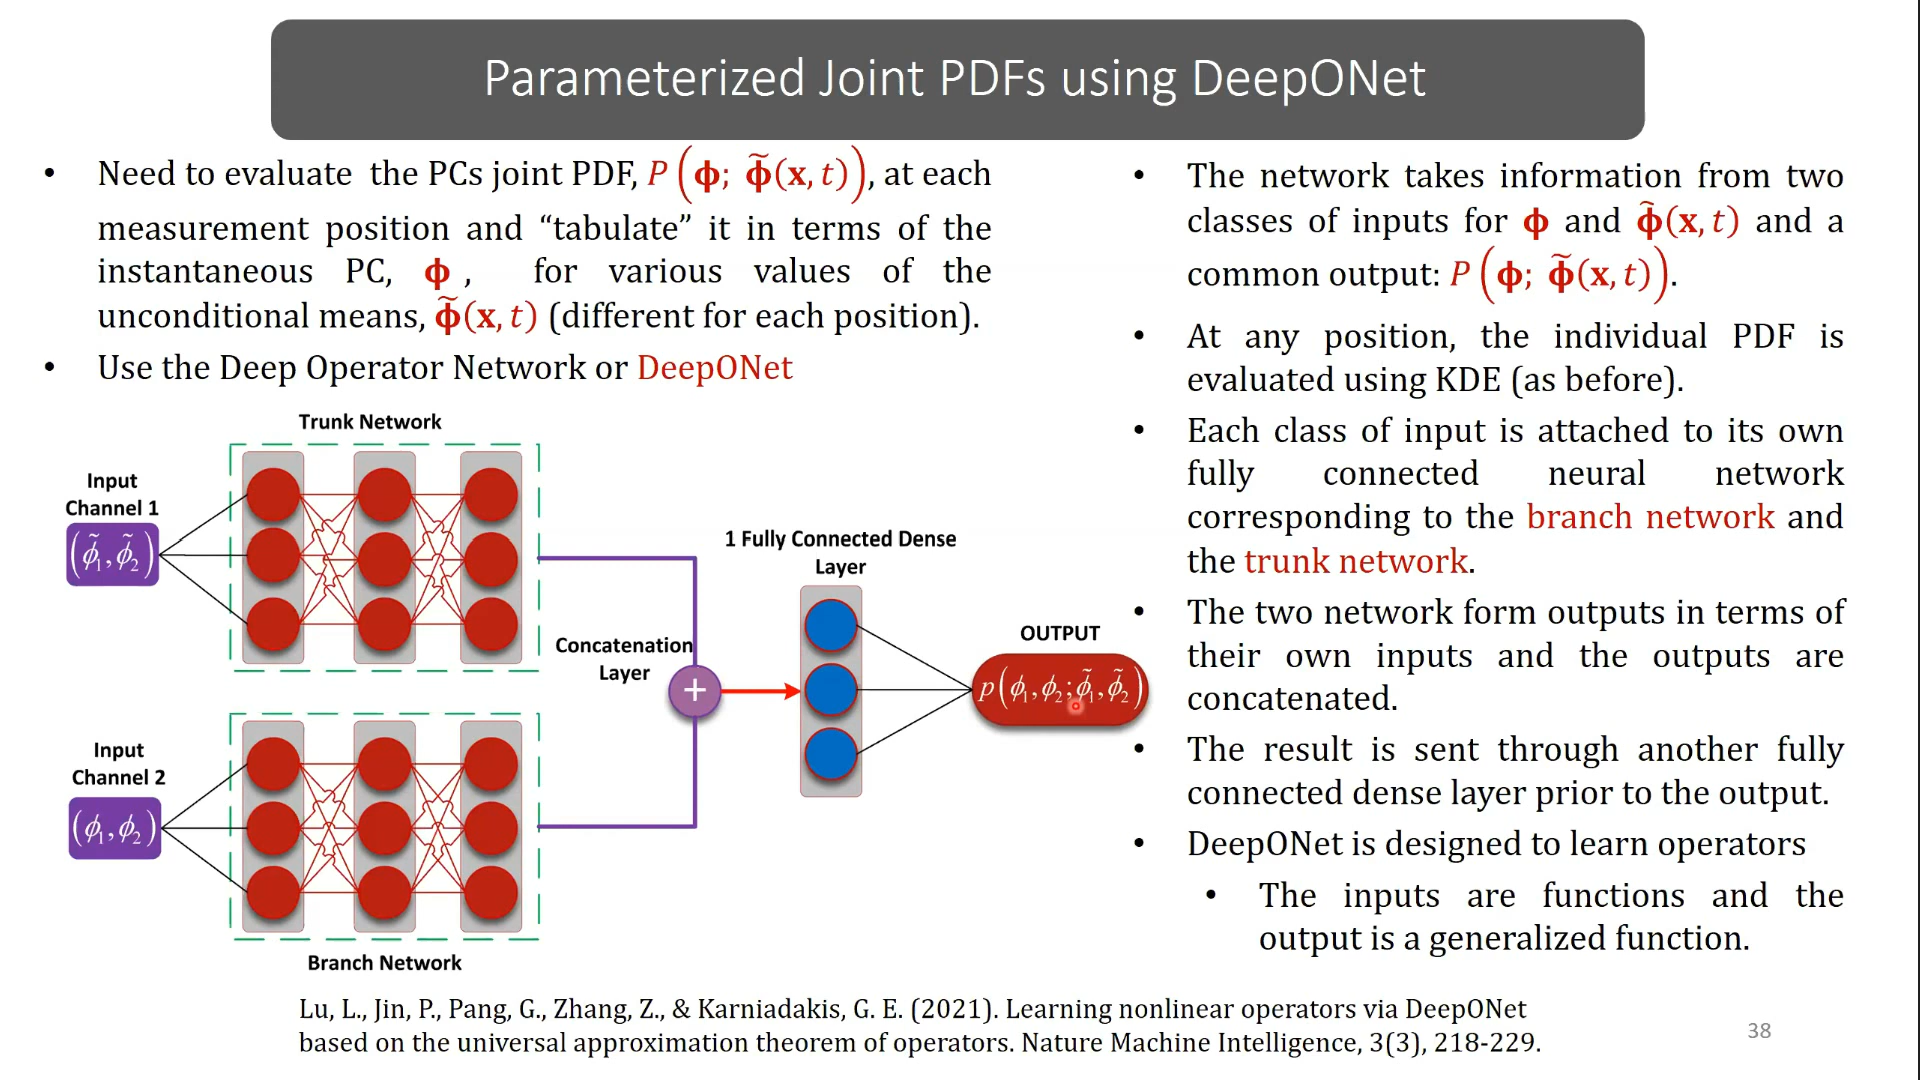 Parameterized Joint PDFs using DeepONet
• Need to evaluate the PCs joint PDF, P(ϕ; ϕ̃(x, t)), at each
measurement position and “tabulate” it in terms of the
instantaneous PC, ϕ , for various values of the
unconditional means, ϕ̃(x, t) (different for each position).
• Use the Deep Operator Network or DeepONet
Trunk Network
Input
Channel 1
(ϕ̃₁, ϕ̃₂)
Concatenation
Layer
+
1 Fully Connected Dense
Layer
OUTPUT
p(ϕ₁, ϕ₂; ϕ̃₁, ϕ̃₂)
Input
Channel 2
(ϕ₁, ϕ₂)
Branch Network
• The network takes information from two
classes of inputs for ϕ and ϕ̃(x, t) and a
common output: P(ϕ; ϕ̃(x, t)).
• At any position, the individual PDF is
evaluated using KDE (as before).
• Each class of input is attached to its own
fully connected neural network
corresponding to the branch network and
the trunk network.
• The two network form outputs in terms of
their own inputs and the outputs are
concatenated.
• The result is sent through another fully
connected dense layer prior to the output.
• DeepONet is designed to learn operators
• The inputs are functions and the
output is a generalized function.
Lu, L., Jin, P., Pang, G., Zhang, Z., & Karniadakis, G. E. (2021). Learning nonlinear operators via DeepONet
based on the universal approximation theorem of operators. Nature Machine Intelligence, 3(3), 218-229.
38